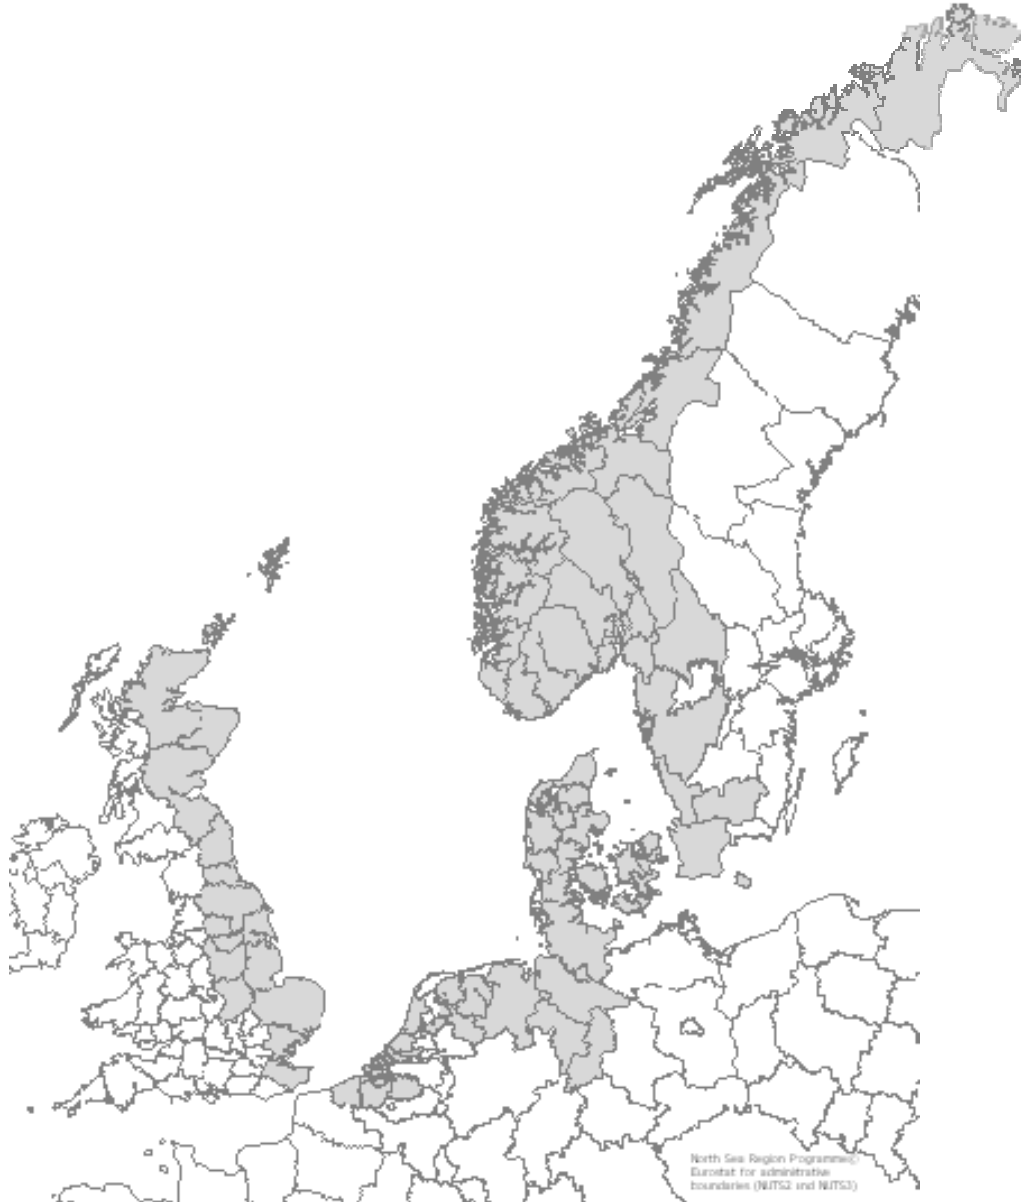 North Sea Region Programme©
Eurostat for administrative
boundaries (NUTS2 and NUTS3)